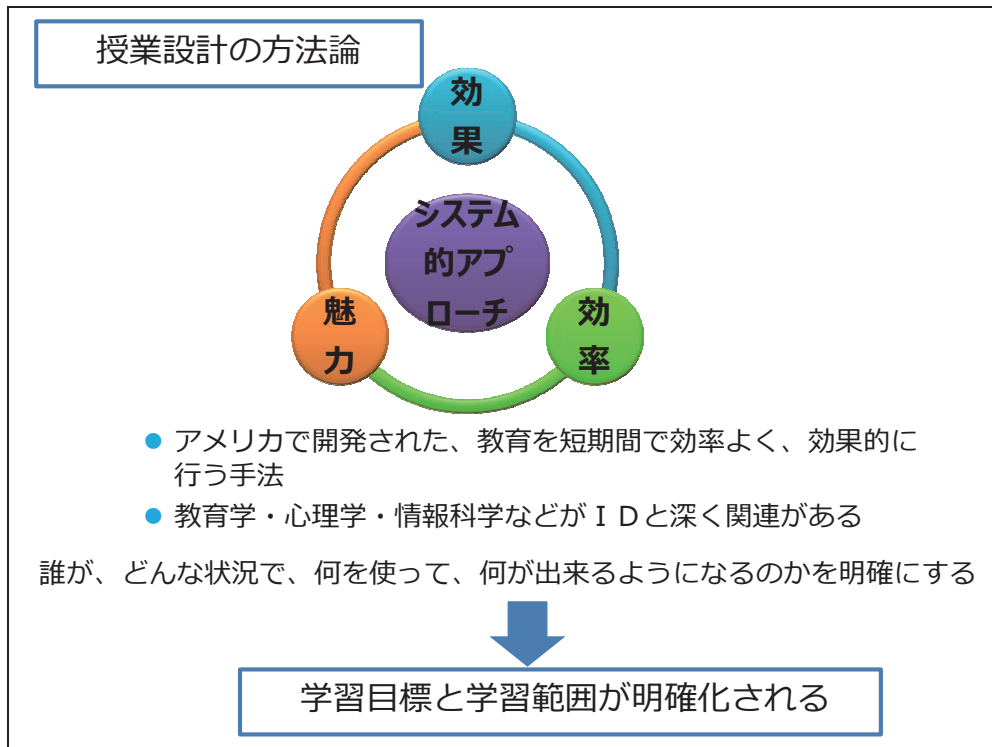 授業設計の方法論
効
果
システム
的アプ
ローチ
魅
力
効
率
● アメリカで開発された、教育を短期間で効率よく、効果的に
行う手法
● 教育学・心理学・情報科学などがＩＤと深く関連がある
誰が、どんな状況で、何を使って、何が出来るようになるのかを明確にする
学習目標と学習範囲が明確化される